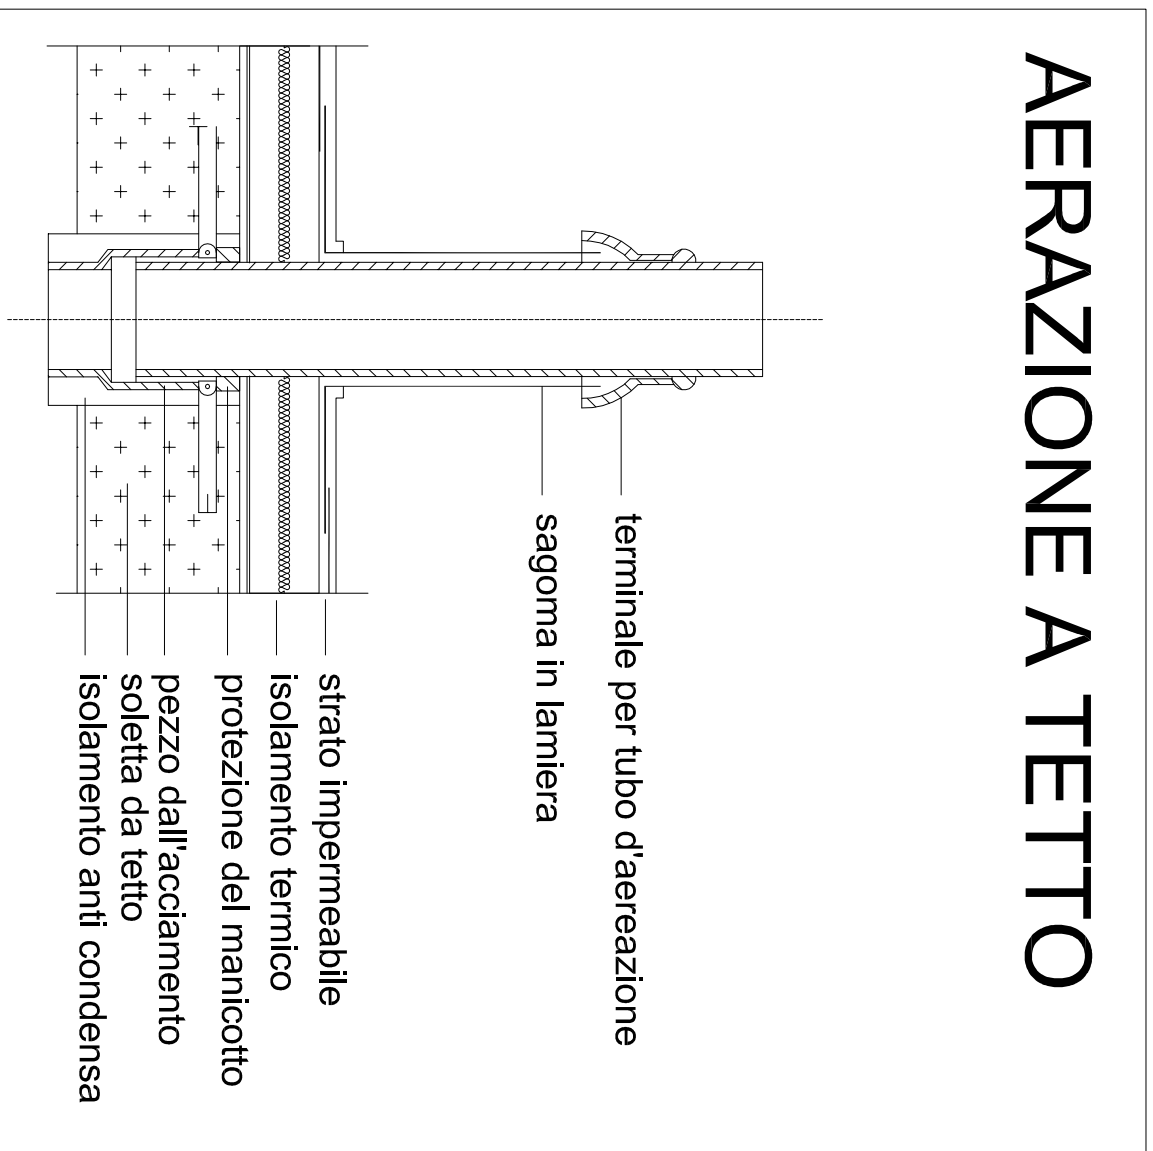 AERAZIONE A TETTO
terminale per tubo d'aereazione
sagoma in lamiera
strato impermeabile
isolamento termico
protezione del manicotto
pezzo dall'acciamento
soletta da tetto
isolamento anti condensa